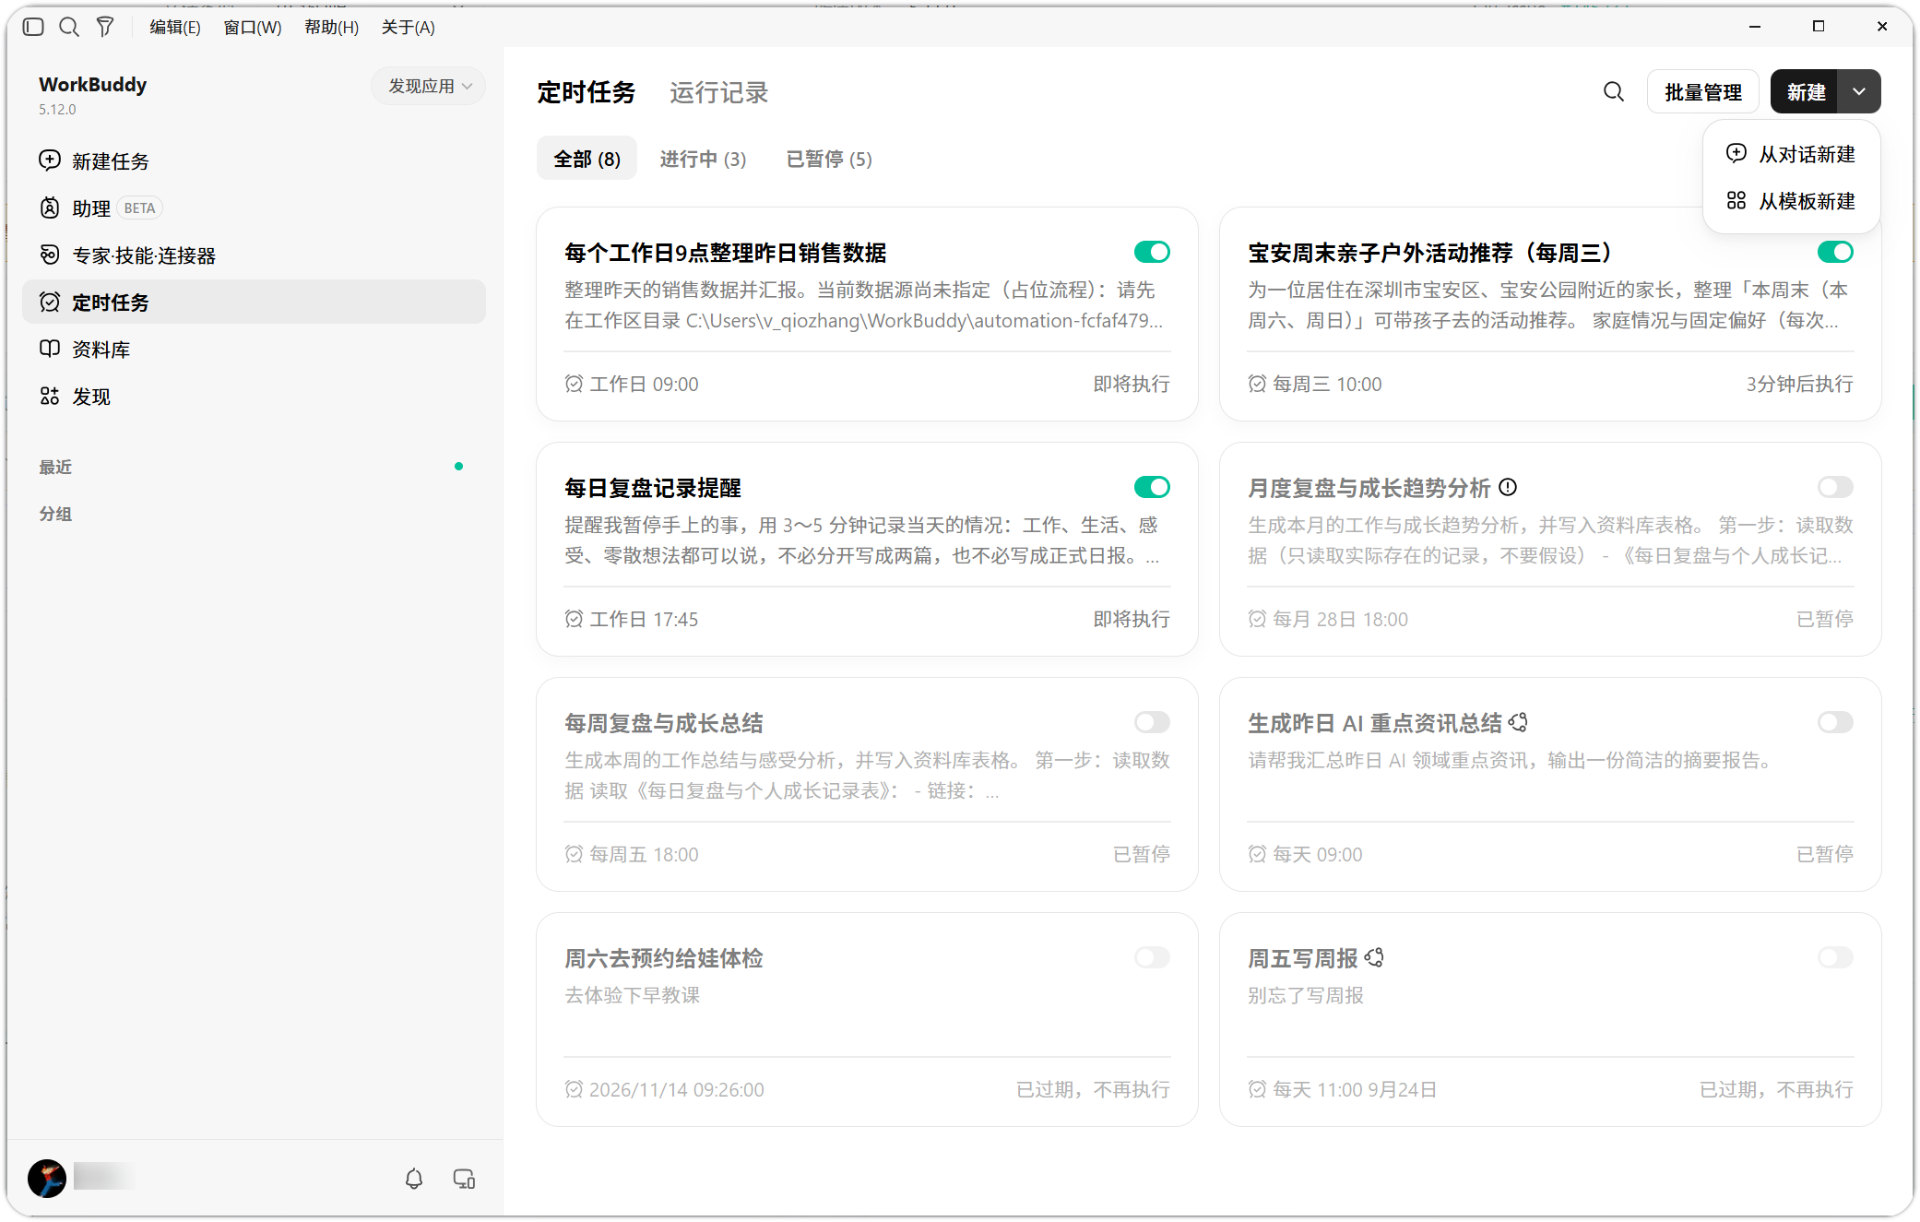 编辑(E) 窗口(W) 帮助(H) 关于(A)
WorkBuddy
5.12.0
发现应用
新建任务
助理 BETA
专家·技能·连接器
定时任务
资料库
发现
最近
分组
定时任务 运行记录
批量管理 新建
从对话新建
从模板新建
全部 (8) 进行中 (3) 已暂停 (5)
每个工作日9点整理昨日销售数据
整理昨天的销售数据并汇报。当前数据源尚未指定（占位流程）：请先
在工作区目录 C:\Users\v_qiozhang\WorkBuddy\automation-fcfaf479...
工作日 09:00 即将执行
宝安周末亲子户外活动推荐（每周三）
为一位居住在深圳市宝安区、宝安公园附近的家长，整理「本周末（本
周六、周日）」可带孩子去的活动推荐。 家庭情况与固定偏好（每次...
每周三 10:00 3分钟后执行
每日复盘记录提醒
提醒我暂停手上的事，用 3～5 分钟记录当天的情况：工作、生活、感
受、零散想法都可以说，不必分开写成两篇，也不必写成正式日报。...
工作日 17:45 即将执行
月度复盘与成长趋势分析
生成本月的工作与成长趋势分析，并写入资料库表格。 第一步：读取数
据（只读取实际存在的记录，不要假设） - 《每日复盘与个人成长记...
每月 28日 18:00 已暂停
每周复盘与成长总结
生成本周的工作总结与感受分析，并写入资料库表格。 第一步：读取数
据 读取《每日复盘与个人成长记录表》： - 链接：...
每周五 18:00 已暂停
生成昨日 AI 重点资讯总结
请帮我汇总昨日 AI 领域重点资讯，输出一份简洁的摘要报告。
每天 09:00 已暂停
周六去预约给娃体检
去体验下早教课
2026/11/14 09:26:00 已过期，不再执行
周五写周报
别忘了写周报
每天 11:00 9月24日 已过期，不再执行